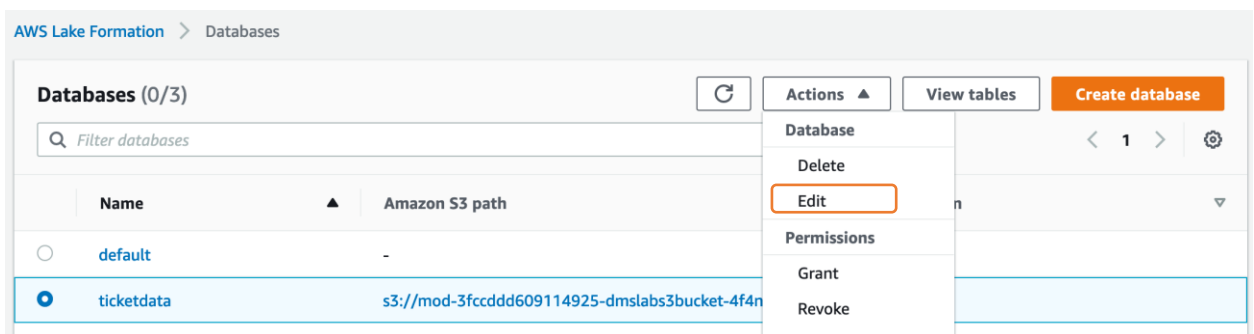 AWS Lake Formation > Databases
Databases (0/3)
Actions ▲
View tables
Create database
Filter databases
< 1 >
Database
Delete
Edit
Permissions
Grant
Revoke
Name ▲ Amazon S3 path
default -
ticketdata s3://mod-3fccddd609114925-dmslabs3bucket-4f4